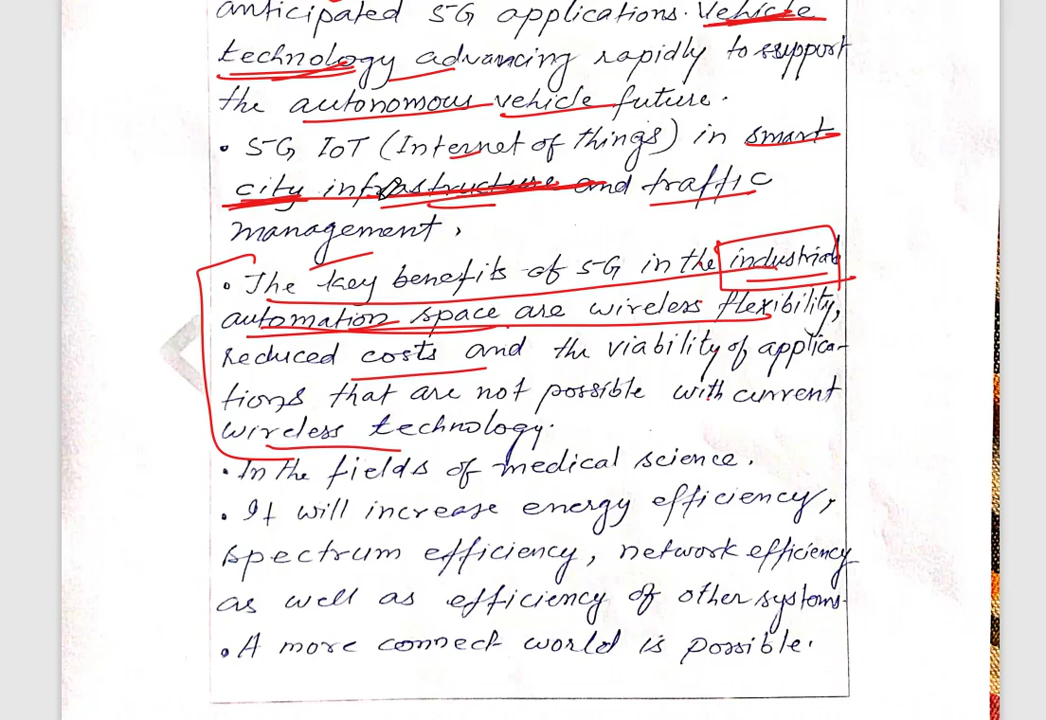 anticipated 5G applications. Vehicle
technology advancing rapidly to support
the autonomous vehicle future.
• 5G IoT (Internet of things) in smart
city infrastructure and traffic
management,
• The key benefits of 5G in the industrial
automation space are wireless flexibility,
reduced costs and the viability of applica-
tions that are not possible with current
wireless technology.
• In the fields of medical science.
• It will increase energy efficiency,
spectrum efficiency, network efficiency
as well as efficiency of other systems.
• A more connect world is possible.